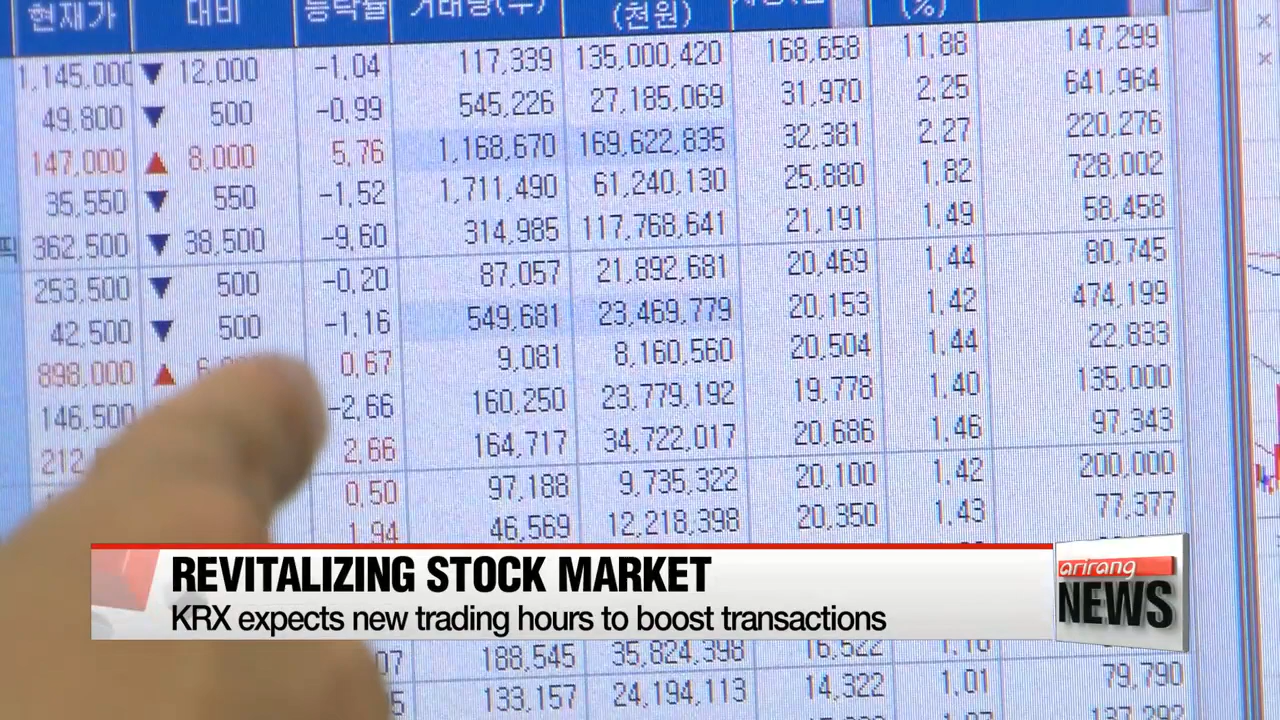 현재가 대비 등락률 거래량(주) (천원) (%)
1,145,000 ▼ 12,000 -1.04 117,339 135,000,420 168,658 11.88 147,299
49,800 ▼ 500 -0.99 545,226 27,185,069 31,970 2.25 641,964
147,000 ▲ 8,000 5.76 1,168,670 169,622,835 32,381 2.27 220,276
35,550 ▼ 550 -1.52 1,711,490 61,240,130 25,880 1.82 728,002
362,500 ▼ 38,500 -9.60 314,985 117,768,641 21,191 1.49 58,458
253,500 ▼ 500 -0.20 87,057 21,892,681 20,469 1.44 80,745
42,500 ▼ 500 -1.16 549,681 23,469,779 20,153 1.42 474,199
898,000 ▲ 0.67 9,081 8,160,560 20,504 1.44 22,833
146,500 -2.66 160,250 23,779,192 19,778 1.40 135,000
212 2.66 164,717 34,722,017 20,686 1.46 97,343
0.50 97,188 9,735,322 20,100 1.42 200,000
1.94 46,569 12,218,398 20,350 1.43 77,377
REVITALIZING STOCK MARKET
KRX expects new trading hours to boost transactions
arirang
NEWS
07 188,545 35,824,398 16,522
133,157 24,194,113 14,322 1.01 79,790